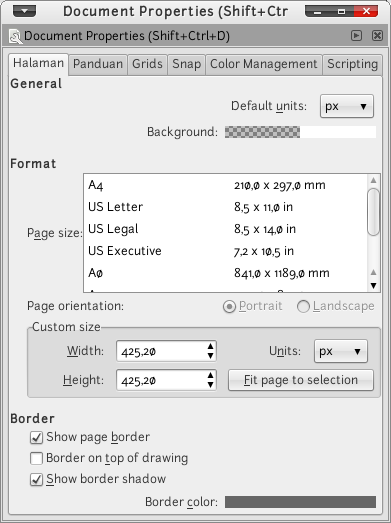 Document Properties (Shift+Ctr
Document Properties (Shift+Ctrl+D)
Halaman Panduan Grids Snap Color Management Scripting
General
Default units: px
Background:
Format
Page size:
A4 210,0 x 297,0 mm
US Letter 8,5 x 11,0 in
US Legal 8,5 x 14,0 in
US Executive 7,2 x 10,5 in
A0 841,0 x 1189,0 mm
Page orientation: Portrait Landscape
Custom size
Width: 425,20 Units: px
Height: 425,20 Fit page to selection
Border
Show page border
Border on top of drawing
Show border shadow
Border color: